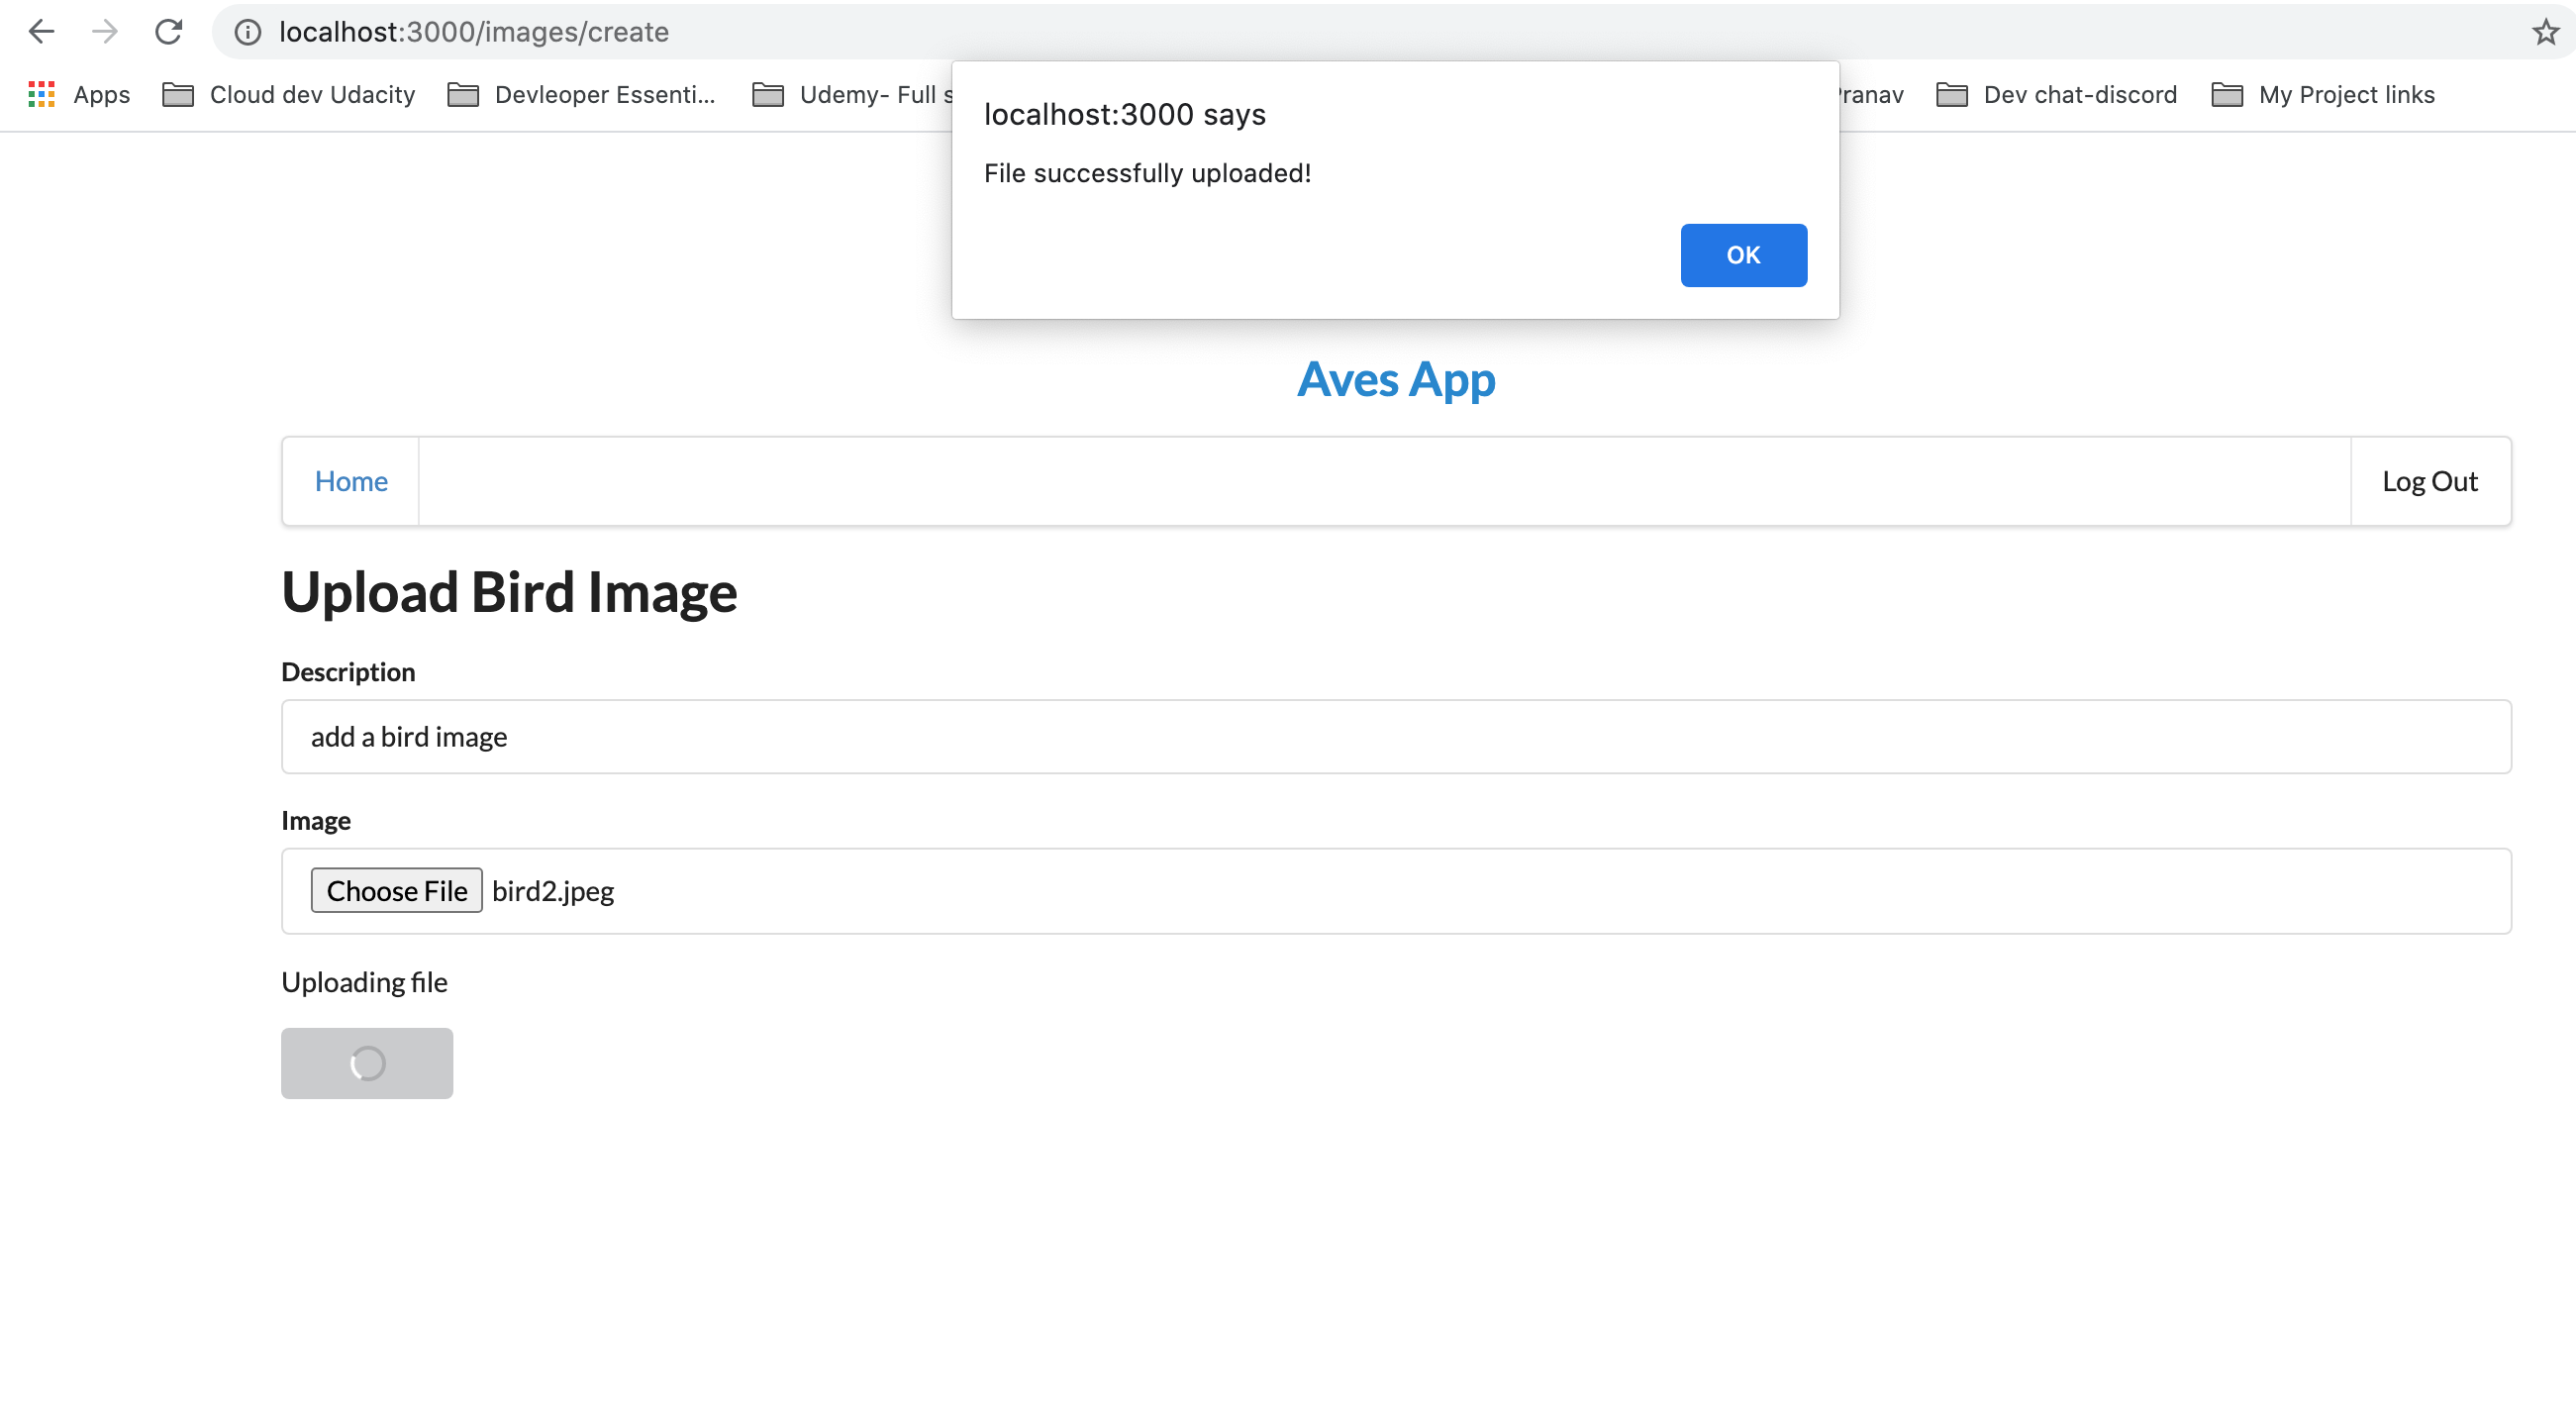 localhost:3000/images/create
Apps Cloud dev Udacity Devleoper Essenti... Udemy- Full Dev chat-discord My Project links
localhost:3000 says
File successfully uploaded!
OK
Aves App
Home Log Out
Upload Bird Image
Description
add a bird image
Image
Choose File bird2.jpeg
Uploading file